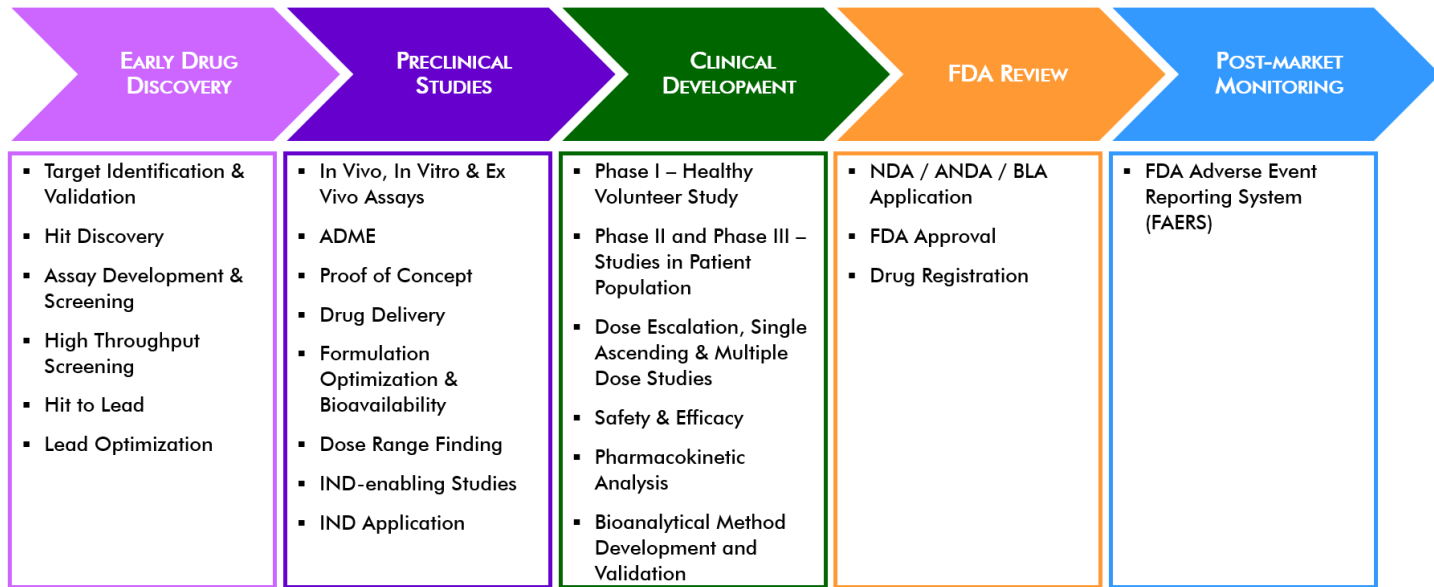 EARLY DRUG
DISCOVERY
PRECLINICAL
STUDIES
CLINICAL
DEVELOPMENT
FDA REVIEW
POST-MARKET
MONITORING
▪ Target Identification &
Validation
▪ Hit Discovery
▪ Assay Development &
Screening
▪ High Throughput
Screening
▪ Hit to Lead
▪ Lead Optimization
▪ In Vivo, In Vitro & Ex
Vivo Assays
▪ ADME
▪ Proof of Concept
▪ Drug Delivery
▪ Formulation
Optimization &
Bioavailability
▪ Dose Range Finding
▪ IND-enabling Studies
▪ IND Application
▪ Phase I – Healthy
Volunteer Study
▪ Phase II and Phase III –
Studies in Patient
Population
▪ Dose Escalation, Single
Ascending & Multiple
Dose Studies
▪ Safety & Efficacy
▪ Pharmacokinetic
Analysis
▪ Bioanalytical Method
Development and
Validation
▪ NDA / ANDA / BLA
Application
▪ FDA Approval
▪ Drug Registration
▪ FDA Adverse Event
Reporting System
(FAERS)